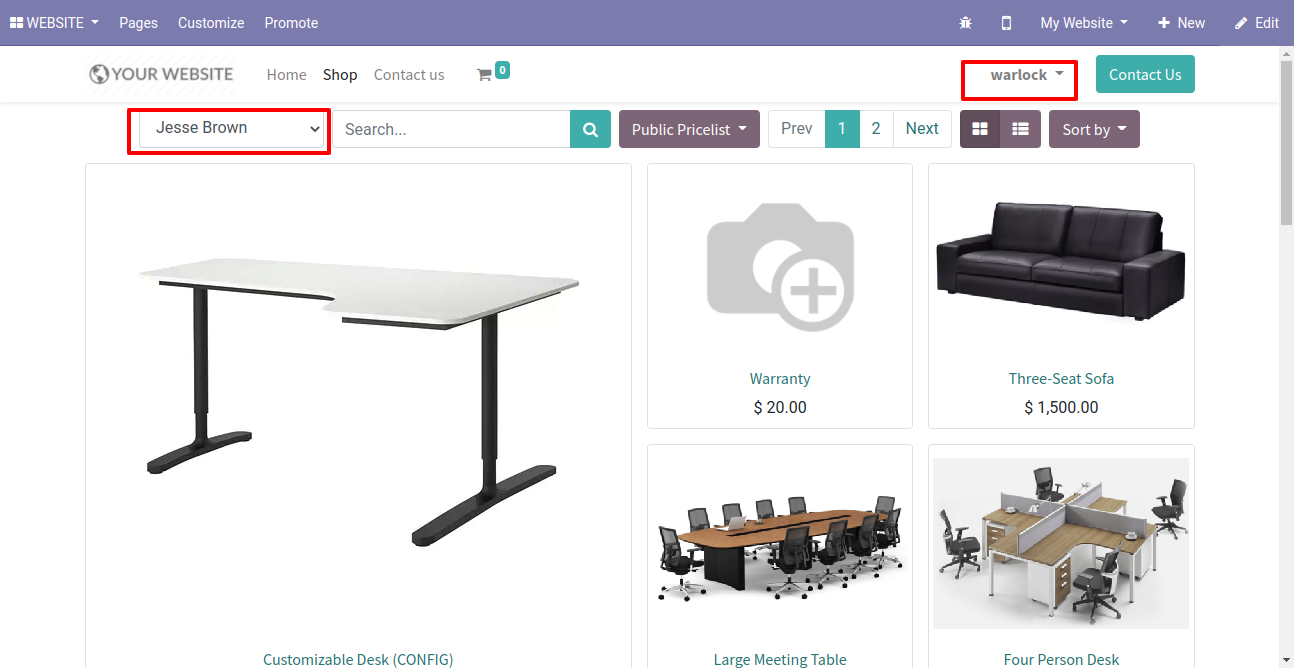 WEBSITE Pages Customize Promote My Website New Edit
YOUR WEBSITE Home Shop Contact us 0 warlock Contact Us
Jesse Brown Search... Public Pricelist Prev 1 2 Next Sort by
Warranty
$ 20.00
Three-Seat Sofa
$ 1,500.00
Customizable Desk (CONFIG)
Large Meeting Table
Four Person Desk